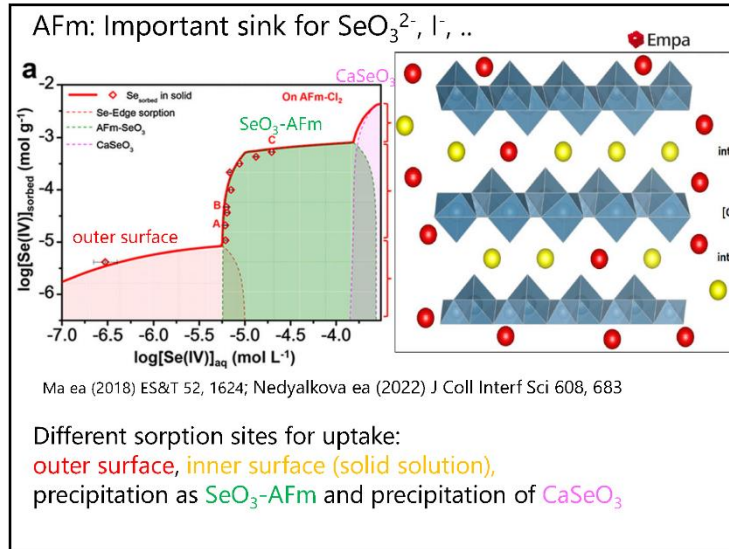 AFm: Important sink for SeO₃²⁻, I⁻, ..
Empa
a
CaSeO₃
Se_sorbed in solid
Se-Edge sorption
AFm-SeO₃
CaSeO₃
On AFm-Cl₂
SeO₃-AFm
C
B
A
outer surface
log[Se(IV)]sorbed (mol g⁻¹)
-2
-3
-4
-5
-6
-7.0 -6.5 -6.0 -5.5 -5.0 -4.5 -4.0
log[Se(IV)]aq (mol L⁻¹)
int
[C
int
Ma ea (2018) ES&T 52, 1624; Nedyalkova ea (2022) J Coll Interf Sci 608, 683
Different sorption sites for uptake:
outer surface, inner surface (solid solution),
precipitation as SeO₃-AFm and precipitation of CaSeO₃